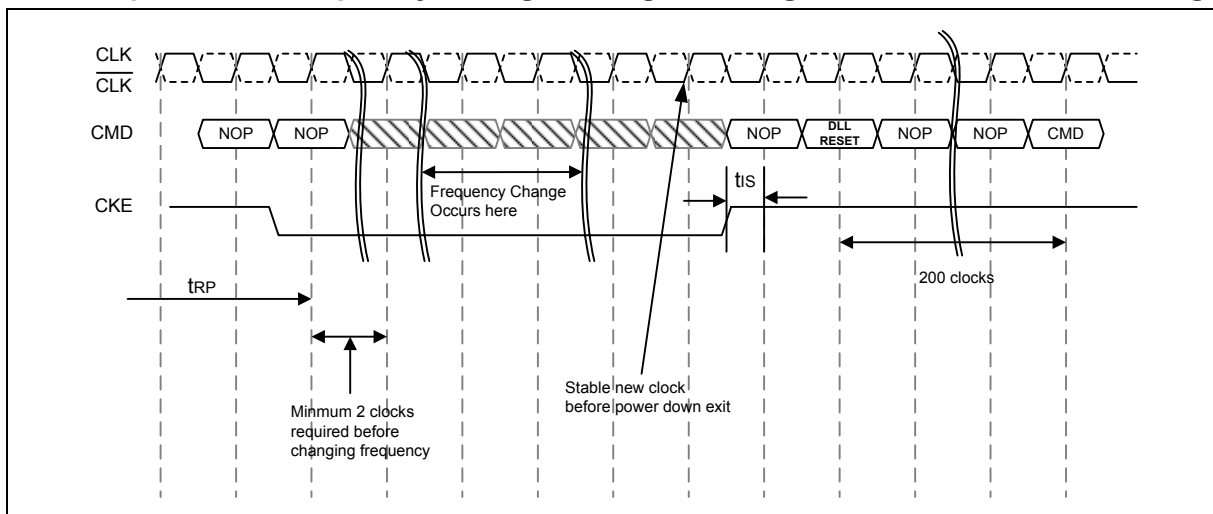 CLK
CLK
CMD
NOP
NOP
NOP
DLL
RESET
NOP
NOP
CMD
Frequency Change
Occurs here
tIS
CKE
200 clocks
tRP
Stable new clock
before power down exit
Minmum 2 clocks
required before
changing frequency